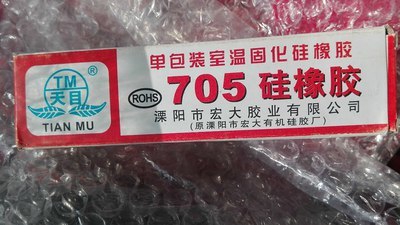 TM
天目
®
TIAN MU
单包装室温固化硅橡胶
ROHS
705 硅橡胶
溧阳市宏大胶业有限公司
(原溧阳市宏大有机硅胶厂)